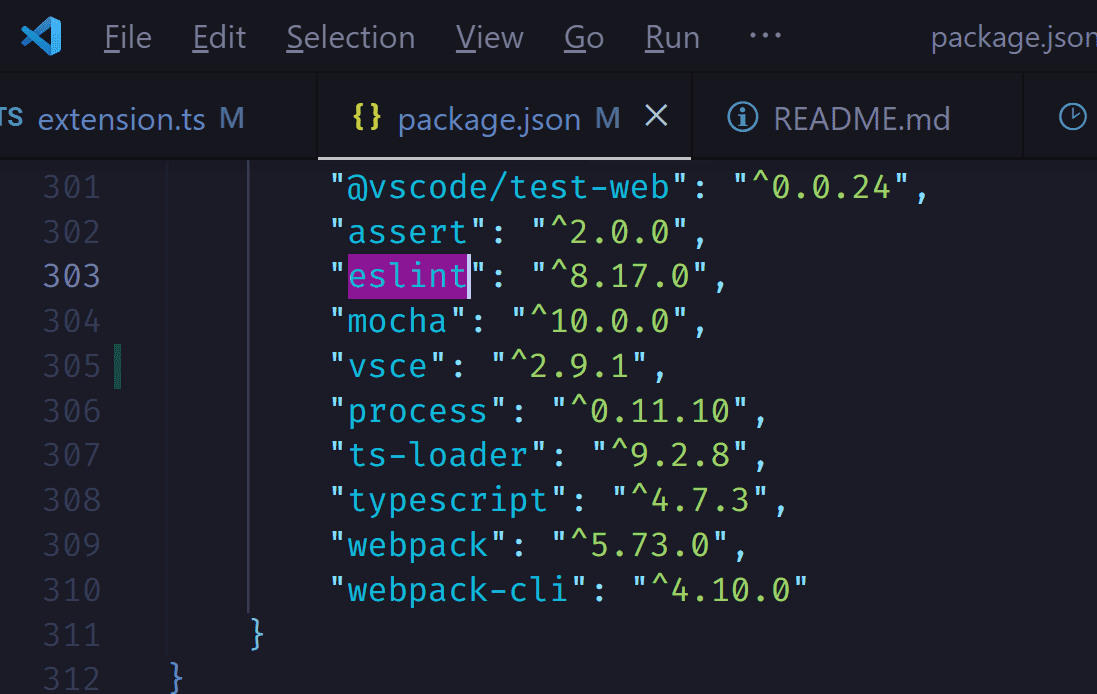 File Edit Selection View Go Run ··· package.json
TS extension.ts M {} package.json M README.md
301 "@vscode/test-web": "^0.0.24",
302 "assert": "^2.0.0",
303 "eslint": "^8.17.0",
304 "mocha": "^10.0.0",
305 "vsce": "^2.9.1",
306 "process": "^0.11.10",
307 "ts-loader": "^9.2.8",
308 "typescript": "^4.7.3",
309 "webpack": "^5.73.0",
310 "webpack-cli": "^4.10.0"
311 }
312 }